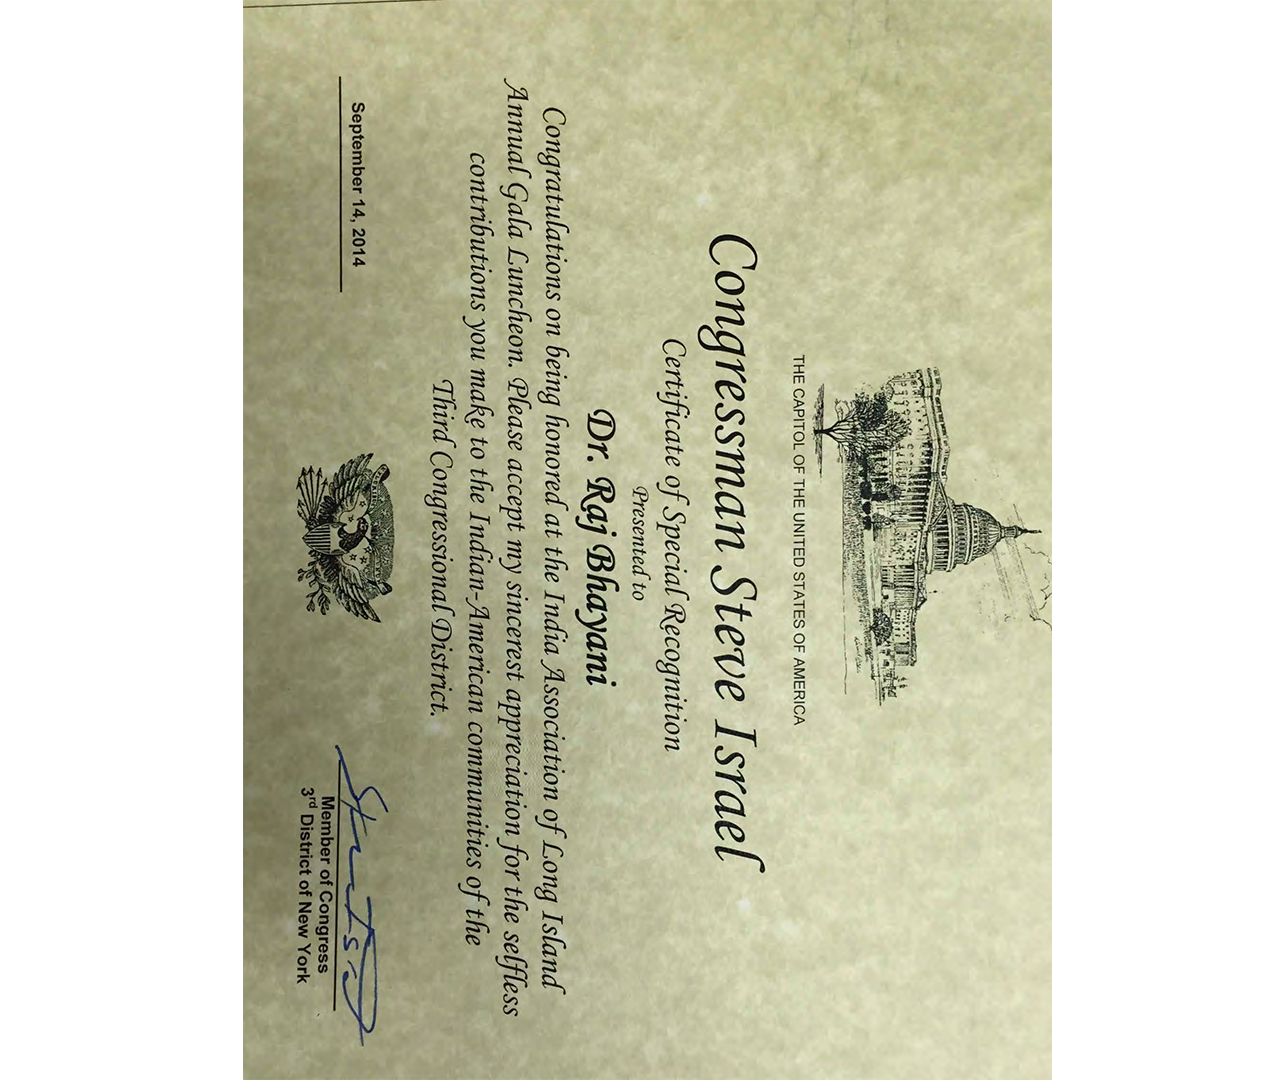 THE CAPITOL OF THE UNITED STATES OF AMERICA
Congressman Steve Israel
Certificate of Special Recognition
Presented to
Dr. Raj Bhayani
Congratulations on being honored at the India Association of Long Island
Annual Gala Luncheon. Please accept my sincerest appreciation for the selfless
contributions you make to the Indian-American communities of the
Third Congressional District.
September 14, 2014
Member of Congress
3rd District of New York